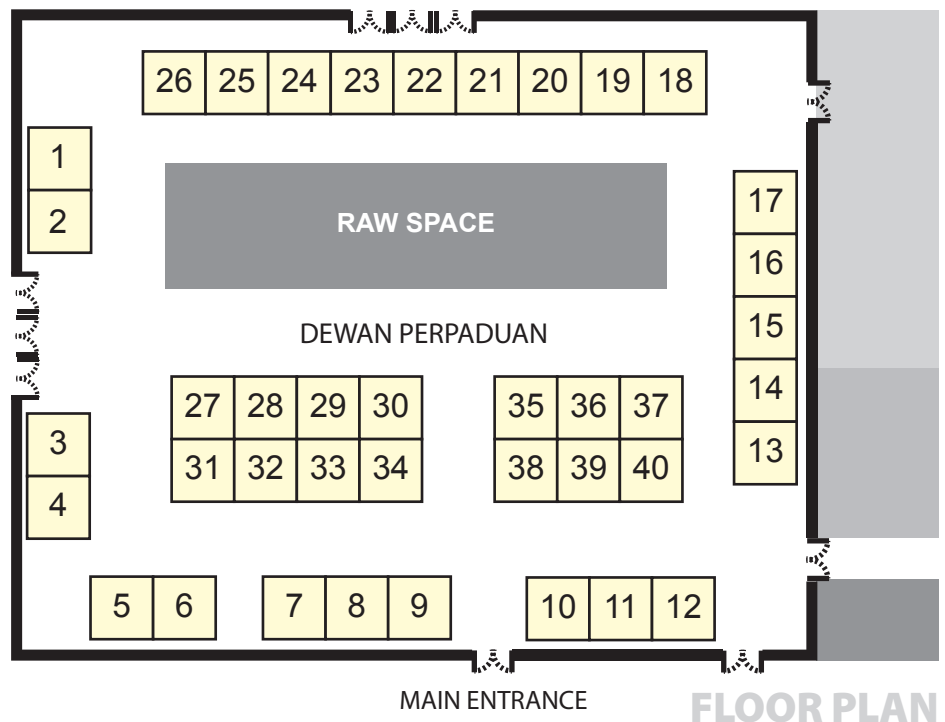 26 25 24 23 22 21 20 19 18
1
2
RAW SPACE
17
16
15
14
13
DEWAN PERPADUAN
27 28 29 30
31 32 33 34
35 36 37
38 39 40
3
4
5 6
7 8 9
10 11 12
MAIN ENTRANCE
FLOOR PLAN